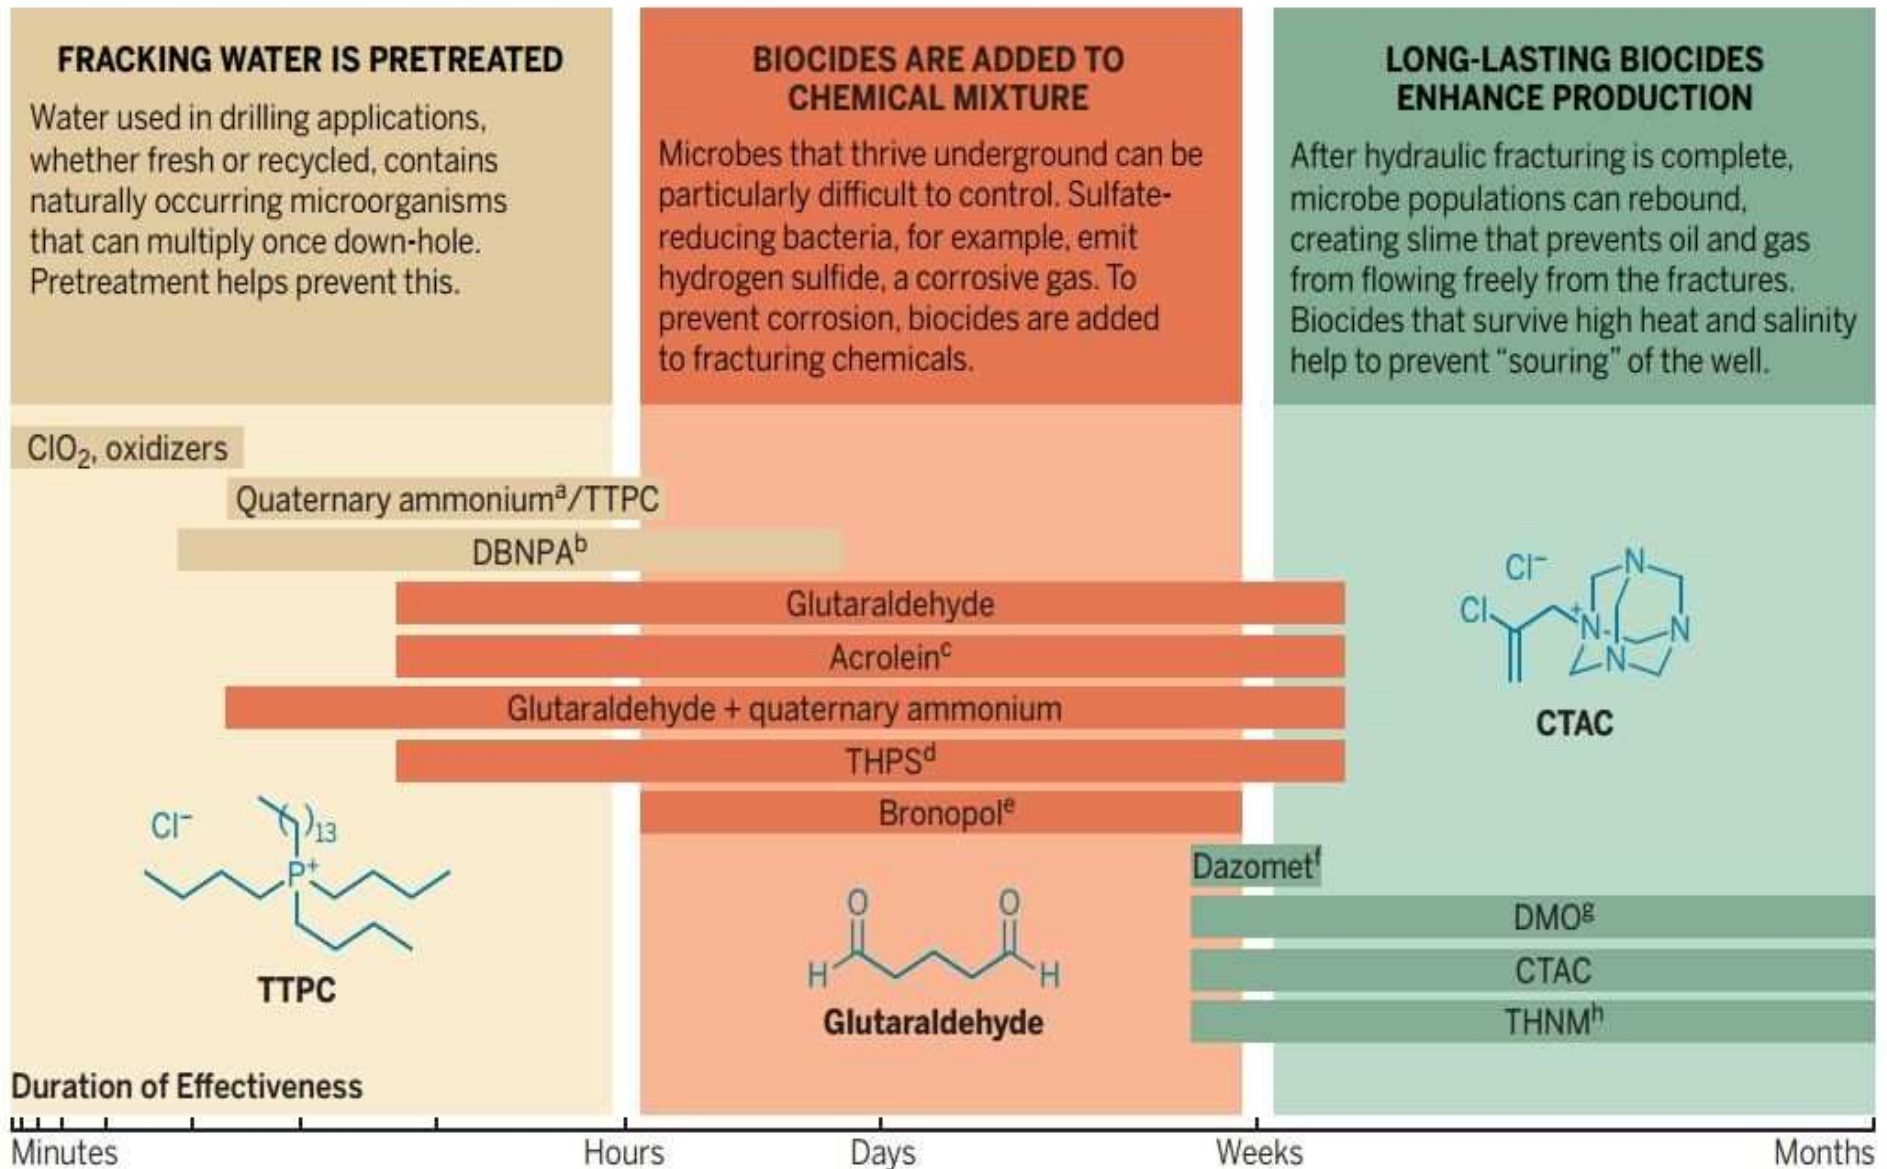 FRACKING WATER IS PRETREATED
Water used in drilling applications,
whether fresh or recycled, contains
naturally occurring microorganisms
that can multiply once down-hole.
Pretreatment helps prevent this.
BIOCIDES ARE ADDED TO
CHEMICAL MIXTURE
Microbes that thrive underground can be
particularly difficult to control. Sulfate-
reducing bacteria, for example, emit
hydrogen sulfide, a corrosive gas. To
prevent corrosion, biocides are added
to fracturing chemicals.
LONG-LASTING BIOCIDES
ENHANCE PRODUCTION
After hydraulic fracturing is complete,
microbe populations can rebound,
creating slime that prevents oil and gas
from flowing freely from the fractures.
Biocides that survive high heat and salinity
help to prevent “souring” of the well.
ClO₂, oxidizers
Quaternary ammoniumᵃ/TTPC
DBNPAᵇ
Glutaraldehyde
Acroleinᶜ
Glutaraldehyde + quaternary ammonium
THPSᵈ
Bronopolᵉ
Dazometᶠ
DMOᵍ
CTAC
THNMʰ
Cl⁻
( )₁₃
P⁺
TTPC
O O
H H
Glutaraldehyde
Cl⁻
N
Cl
N⁺ N
N
CTAC
Duration of Effectiveness
Minutes Hours Days Weeks Months